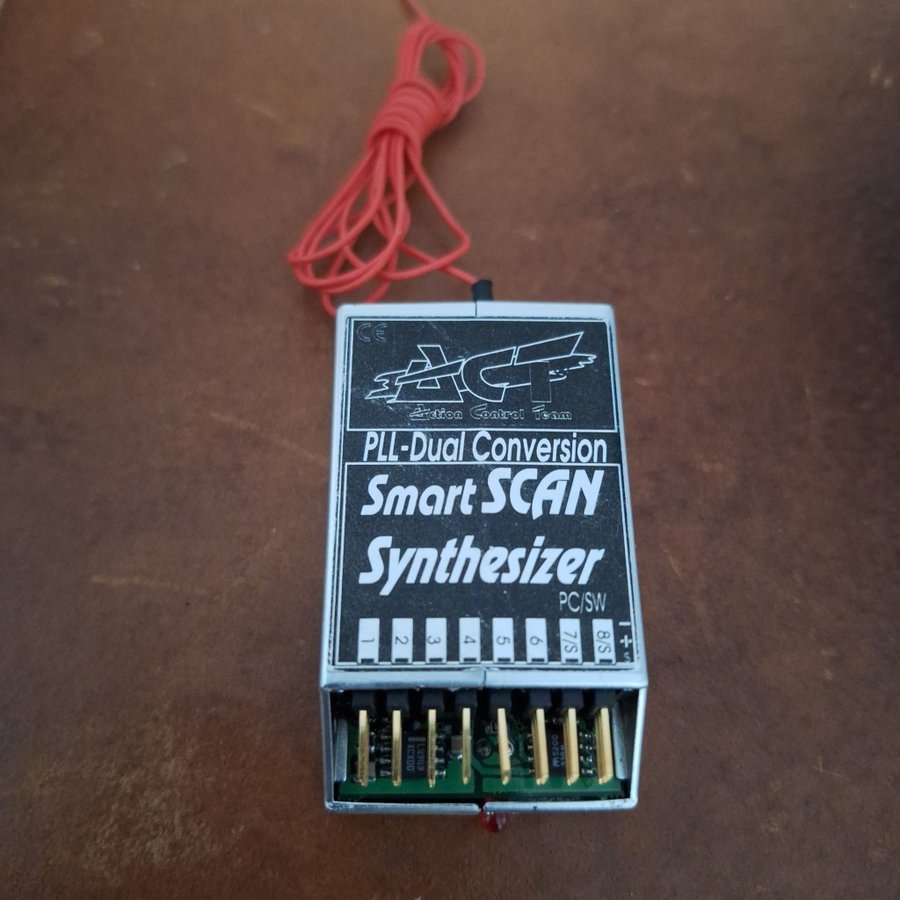 CE
ACT
Action Control Team
PLL-Dual Conversion
Smart SCAN
Synthesizer
PC/SW
1 2 3 4 5 6 7/S 8/S
- + S